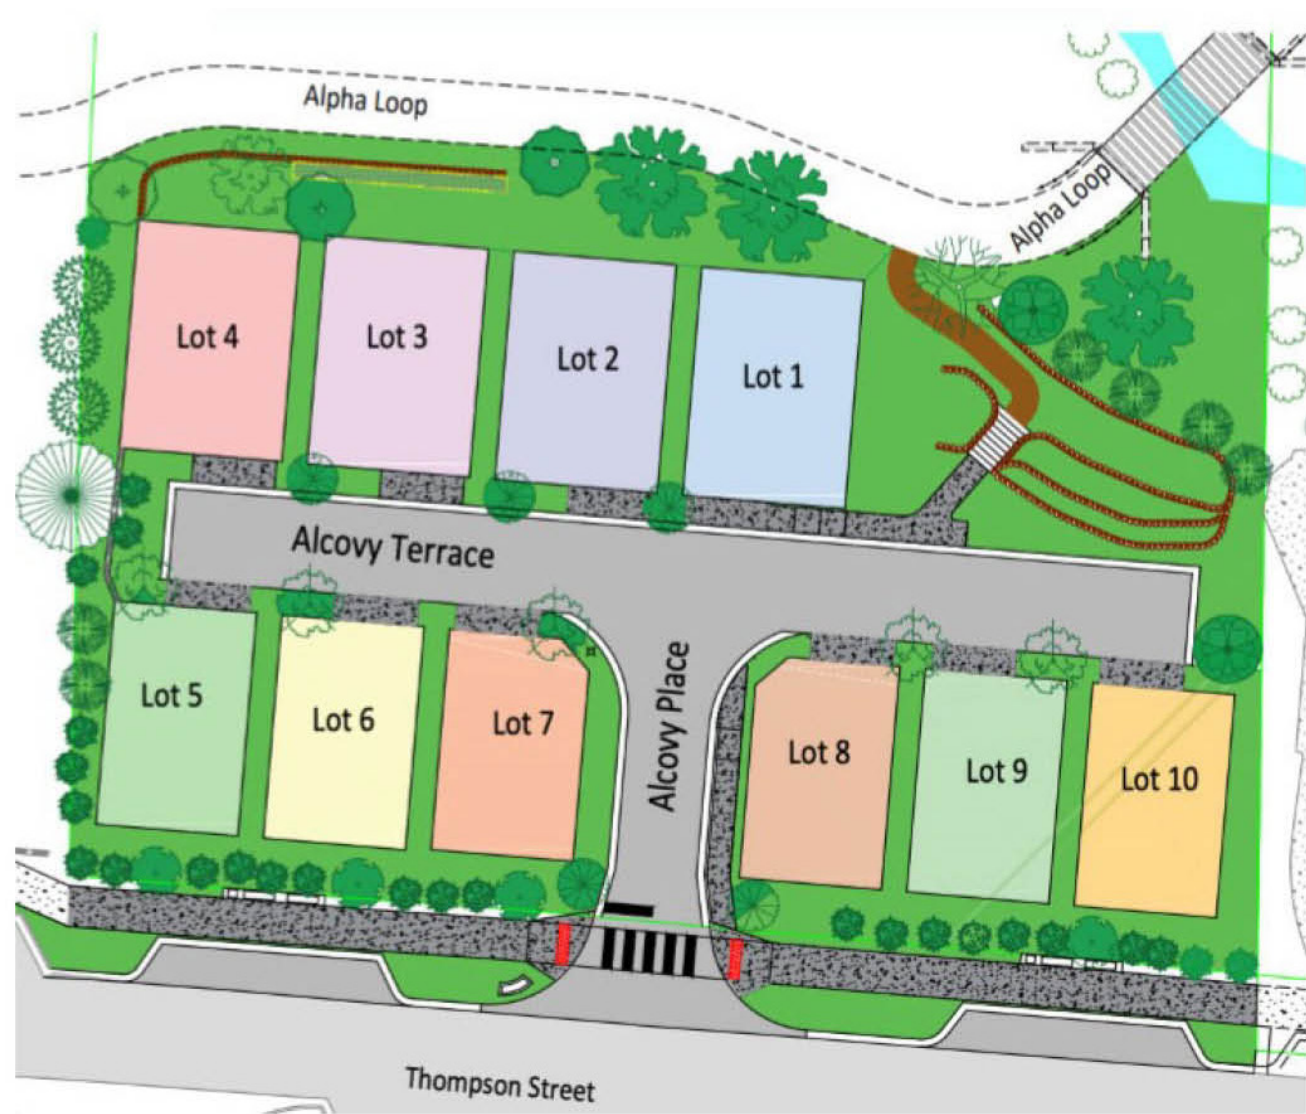 Alpha Loop
Alpha Loop
Lot 4
Lot 3
Lot 2
Lot 1
Alcovy Terrace
Lot 5
Lot 6
Lot 7
Alcovy Place
Lot 8
Lot 9
Lot 10
Thompson Street